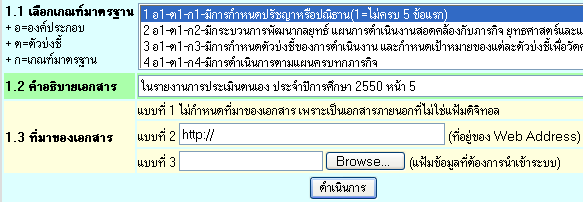 1.1 เลือกเกณฑ์มาตรฐาน
+ อ=องค์ประกอบ
+ ต=ตัวบ่งชี้
+ ก=เกณฑ์มาตรฐาน
1 อ1-ต1-ก1-มีการกำหนดปรัชญาหรือปณิธาน(1=ไม่ครบ 5 ข้อแรก)
2 อ1-ต1-ก2-มีกระบวนการพัฒนากลยุทธ์ แผนการดำเนินงานสอดคล้องกับภารกิจ ยุทธศาสตร์และแ
3 อ1-ต1-ก3-มีการกำหนดตัวบ่งชี้ของการดำเนินงาน และกำหนดเป้าหมายของแต่ละตัวบ่งชี้เพื่อวัดค
4 อ1-ต1-ก4-มีการดำเนินการตามแผนครบทุกภารกิจ
1.2 คำอธิบายเอกสาร
ในรายงานการประเมินตนเอง ประจำปีการศึกษา 2550 หน้า 5
1.3 ที่มาของเอกสาร
แบบที่ 1 ไม่กำหนดที่มาของเอกสาร เพราะเป็นเอกสารภายนอกที่ไม่ใช่แฟ้มดิจิทอล
แบบที่ 2 http:// (ที่อยู่ของ Web Address)
แบบที่ 3 Browse... (แฟ้มข้อมูลที่ต้องการนำเข้าระบบ)
ดำเนินการ